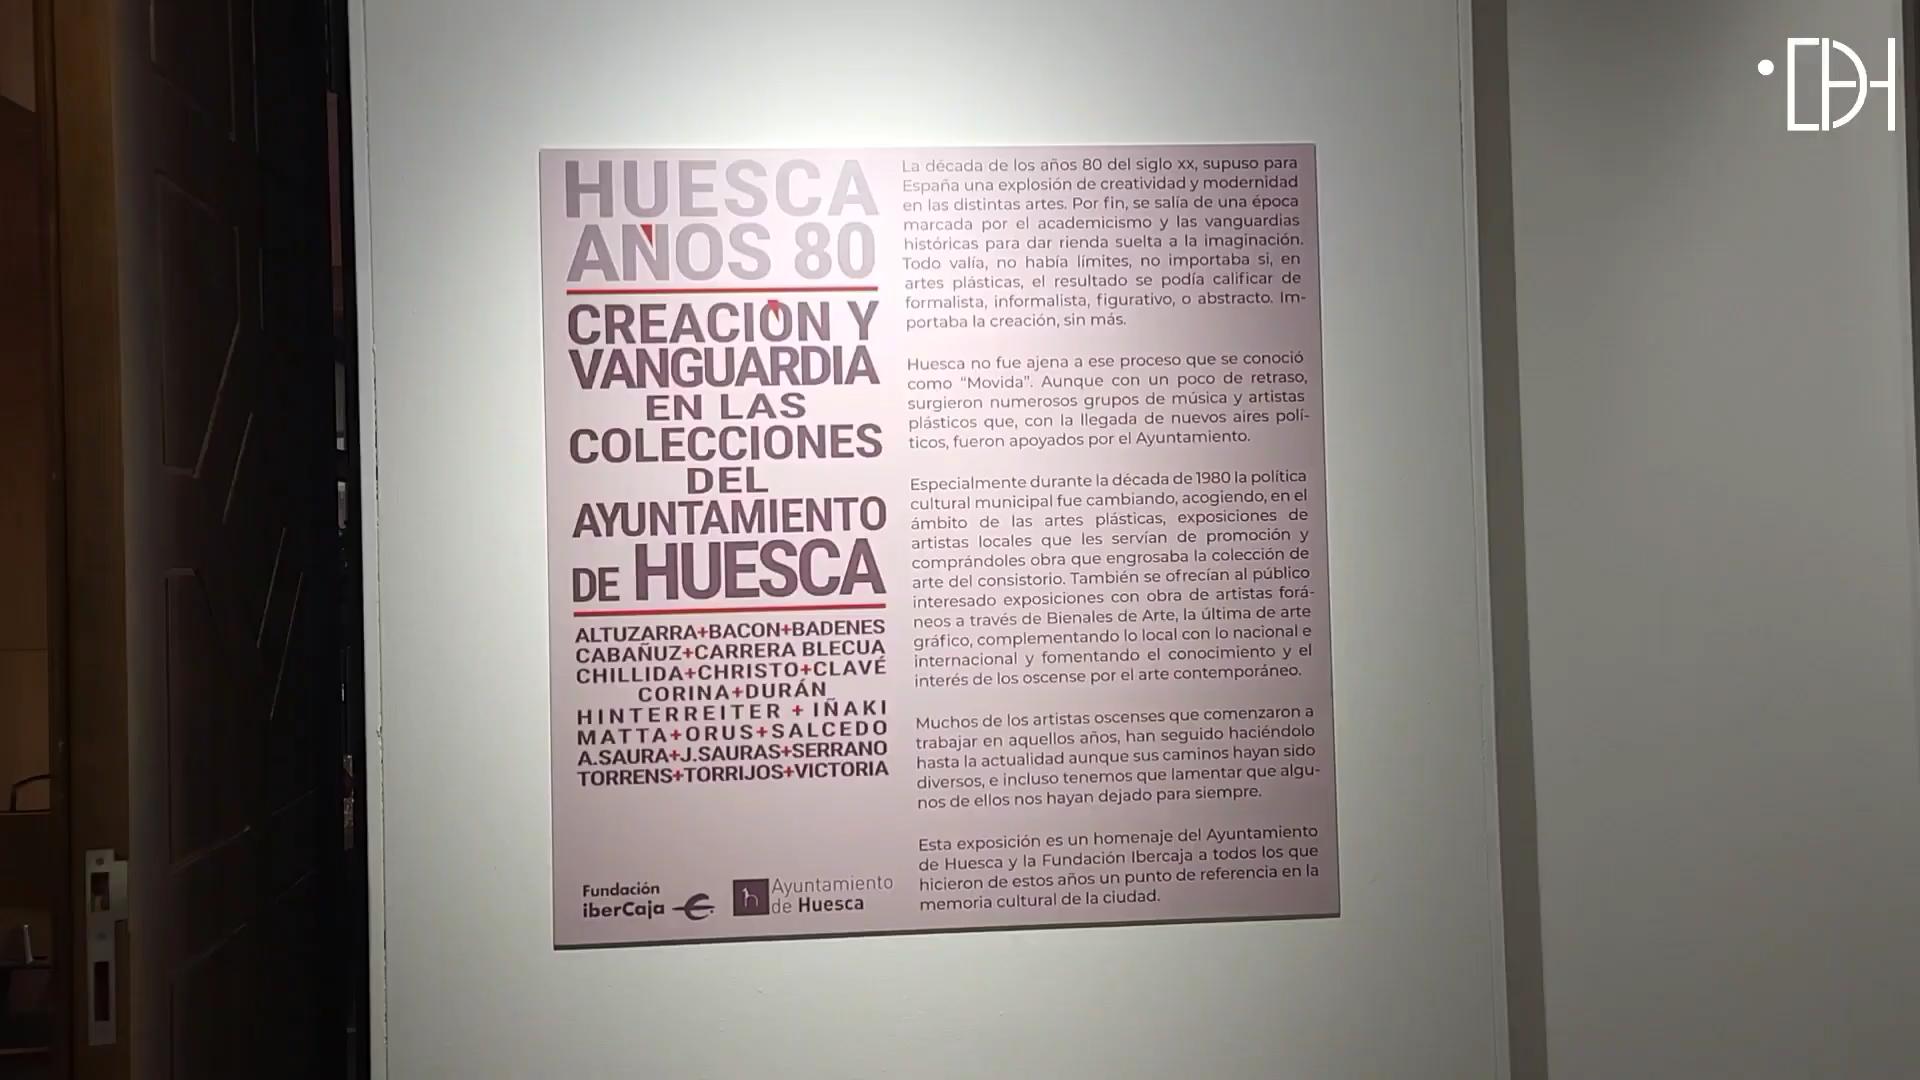 HUESCA
AÑOS 80
CREACIÓN Y
VANGUARDIA
EN LAS
COLECCIONES
DEL
AYUNTAMIENTO
DE HUESCA
ALTUZARRA+BACON+BADENES
CABAÑUZ+CARRERA BLECUA
CHILLIDA+CHRISTO+CLAVÉ
CORINA+DURÁN
HINTERREITER + IÑAKI
MATTA+ORUS+SALCEDO
A.SAURA+J.SAURAS+SERRANO
TORRENS+TORRIJOS+VICTORIA
Fundación
iberCaja
Ayuntamiento
de Huesca
La década de los años 80 del siglo XX, supuso para
España una explosión de creatividad y modernidad
en las distintas artes. Por fin, se salía de una época
marcada por el academicismo y las vanguardias
históricas para dar rienda suelta a la imaginación.
Todo valía, no había límites, no importaba si, en
artes plásticas, el resultado se podía calificar de
formalista, informalista, figurativo, o abstracto. Im-
portaba la creación, sin más.
Huesca no fue ajena a ese proceso que se conoció
como “Movida”. Aunque con un poco de retraso,
surgieron numerosos grupos de música y artistas
plásticos que, con la llegada de nuevos aires polí-
ticos, fueron apoyados por el Ayuntamiento.
Especialmente durante la década de 1980 la política
cultural municipal fue cambiando, acogiendo, en el
ámbito de las artes plásticas, exposiciones de
artistas locales que les servían de promoción y
comprándoles obra que engrosaba la colección de
arte del consistorio. También se ofrecían al público
interesado exposiciones con obra de artistas forá-
neos a través de Bienales de Arte, la última de arte
gráfico, complementando lo local con lo nacional e
internacional y fomentando el conocimiento y el
interés de los oscense por el arte contemporáneo.
Muchos de los artistas oscenses que comenzaron a
trabajar en aquellos años, han seguido haciéndolo
hasta la actualidad aunque sus caminos hayan sido
diversos, e incluso tenemos que lamentar que algu-
nos de ellos nos hayan dejado para siempre.
Esta exposición es un homenaje del Ayuntamiento
de Huesca y la Fundación Ibercaja a todos los que
hicieron de estos años un punto de referencia en la
memoria cultural de la ciudad.